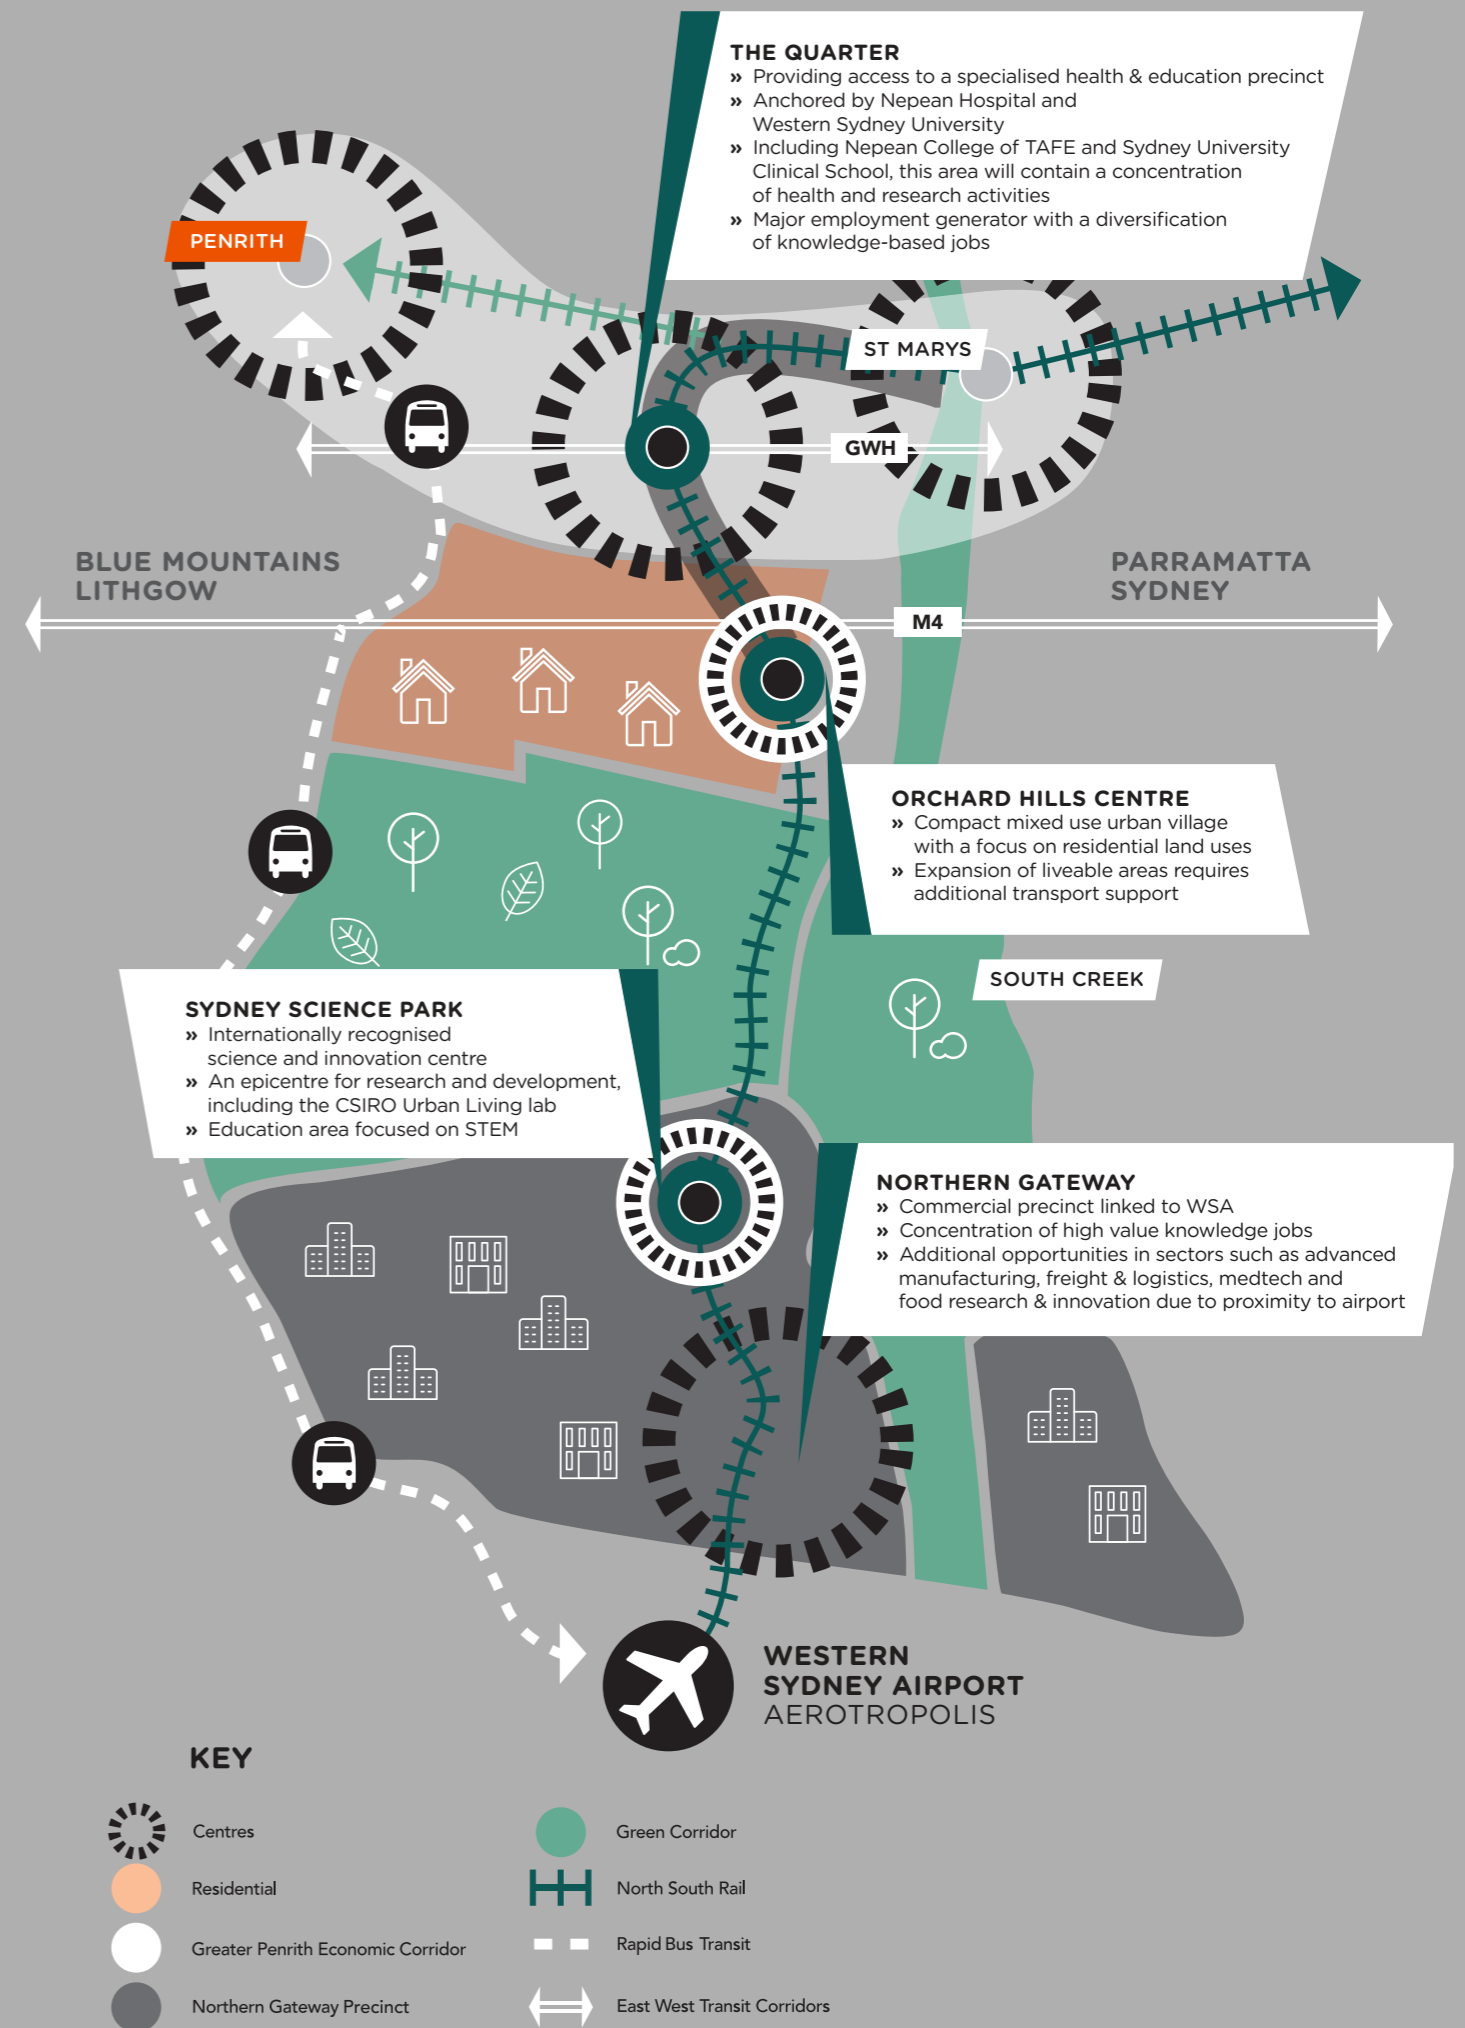 THE QUARTER
» Providing access to a specialised health & education precinct
» Anchored by Nepean Hospital and
Western Sydney University
» Including Nepean College of TAFE and Sydney University
Clinical School, this area will contain a concentration
of health and research activities
» Major employment generator with a diversification
of knowledge-based jobs
PENRITH
ST MARYS
GWH
BLUE MOUNTAINS
LITHGOW
PARRAMATTA
SYDNEY
M4
ORCHARD HILLS CENTRE
» Compact mixed use urban village
with a focus on residential land uses
» Expansion of liveable areas requires
additional transport support
SOUTH CREEK
SYDNEY SCIENCE PARK
» Internationally recognised
science and innovation centre
» An epicentre for research and development,
including the CSIRO Urban Living lab
» Education area focused on STEM
NORTHERN GATEWAY
» Commercial precinct linked to WSA
» Concentration of high value knowledge jobs
» Additional opportunities in sectors such as advanced
manufacturing, freight & logistics, medtech and
food research & innovation due to proximity to airport
WESTERN
SYDNEY AIRPORT
AEROTROPOLIS
KEY
Centres
Residential
Greater Penrith Economic Corridor
Northern Gateway Precinct
Green Corridor
North South Rail
Rapid Bus Transit
East West Transit Corridors